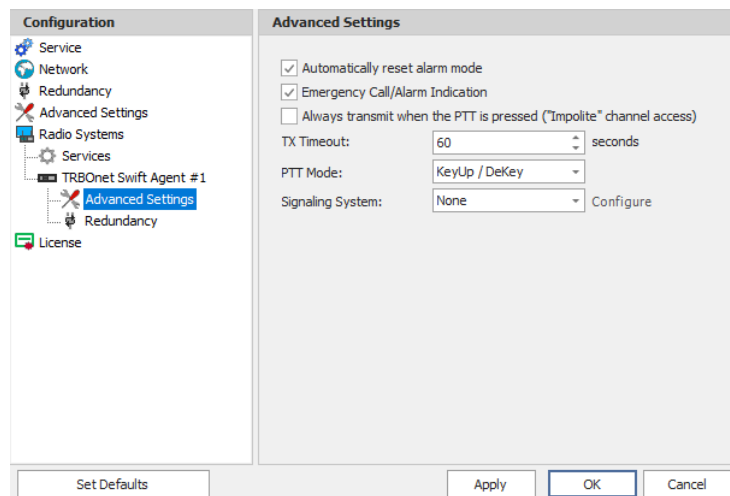 Configuration
Service
Network
Redundancy
Advanced Settings
Radio Systems
Services
TRBOnet Swift Agent #1
Advanced Settings
Redundancy
License
Advanced Settings
Automatically reset alarm mode
Emergency Call/Alarm Indication
Always transmit when the PTT is pressed ("Impolite" channel access)
TX Timeout: 60 seconds
PTT Mode: KeyUp / DeKey
Signaling System: None Configure
Set Defaults Apply OK Cancel